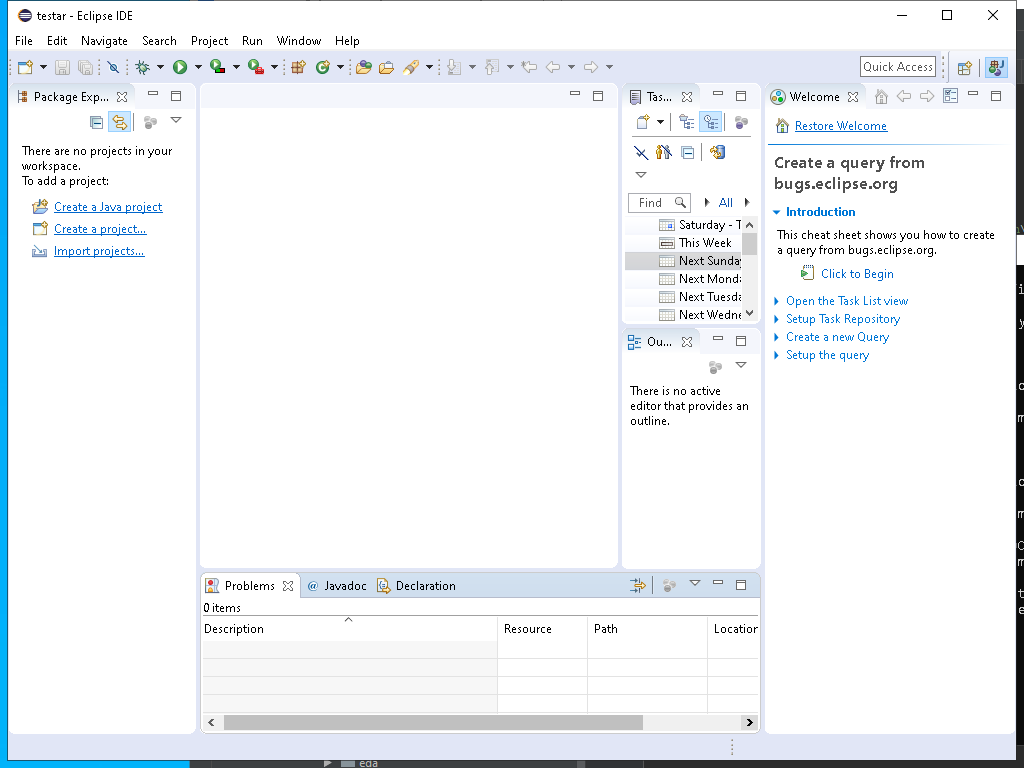 testar - Eclipse IDE
File Edit Navigate Search Project Run Window Help
Quick Access
Package Exp...
There are no projects in your
workspace.
To add a project:
Create a Java project
Create a project...
Import projects...
Tas...
Find
All
Saturday - T
This Week
Next Sunday
Next Monda
Next Tuesda
Next Wedne
Ou...
There is no active
editor that provides an
outline.
Welcome
Restore Welcome
Create a query from
bugs.eclipse.org
Introduction
This cheat sheet shows you how to create
a query from bugs.eclipse.org.
Click to Begin
Open the Task List view
Setup Task Repository
Create a new Query
Setup the query
Problems @ Javadoc Declaration
0 items
Description Resource Path Location
eda